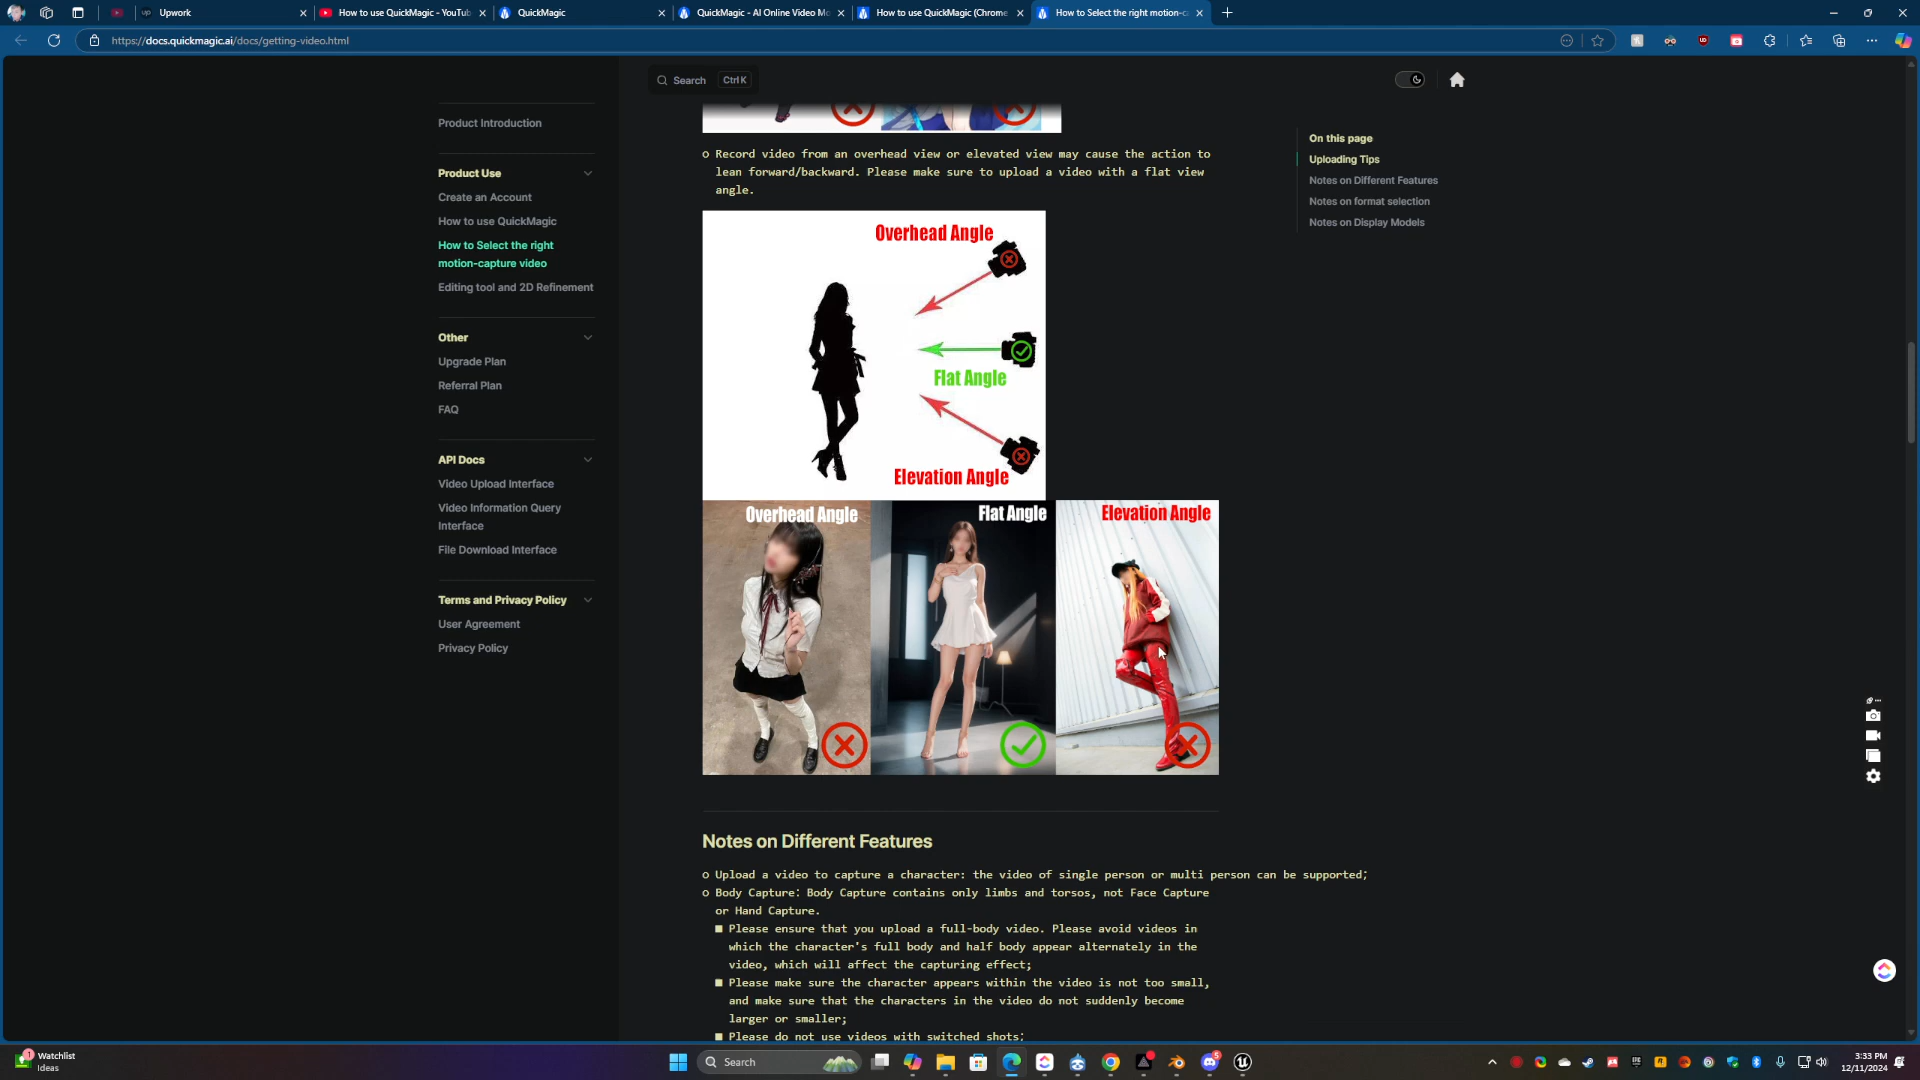 Upwork
How to use QuickMagic - YouTub
QuickMagic
QuickMagic - AI Online Video Mo
How to use QuickMagic (Chrome
How to Select the right motion-c
https://docs.quickmagic.ai/docs/getting-video.html
Search Ctrl K
Product Introduction
Product Use
Create an Account
How to use QuickMagic
How to Select the right
motion-capture video
Editing tool and 2D Refinement
Other
Upgrade Plan
Referral Plan
FAQ
API Docs
Video Upload Interface
Video Information Query
Interface
File Download Interface
Terms and Privacy Policy
User Agreement
Privacy Policy
Record video from an overhead view or elevated view may cause the action to
lean forward/backward. Please make sure to upload a video with a flat view
angle.
Overhead Angle
Flat Angle
Elevation Angle
Overhead Angle
Flat Angle
Elevation Angle
Notes on Different Features
Upload a video to capture a character: the video of single person or multi person can be supported;
Body Capture: Body Capture contains only limbs and torsos, not Face Capture
or Hand Capture.
Please ensure that you upload a full-body video. Please avoid videos in
which the character's full body and half body appear alternately in the
video, which will affect the capturing effect;
Please make sure the character appears within the video is not too small,
and make sure that the characters in the video do not suddenly become
larger or smaller;
Please do not use videos with switched shots;
On this page
Uploading Tips
Notes on Different Features
Notes on format selection
Notes on Display Models
Watchlist
Ideas
Search
3:33 PM
12/11/2024